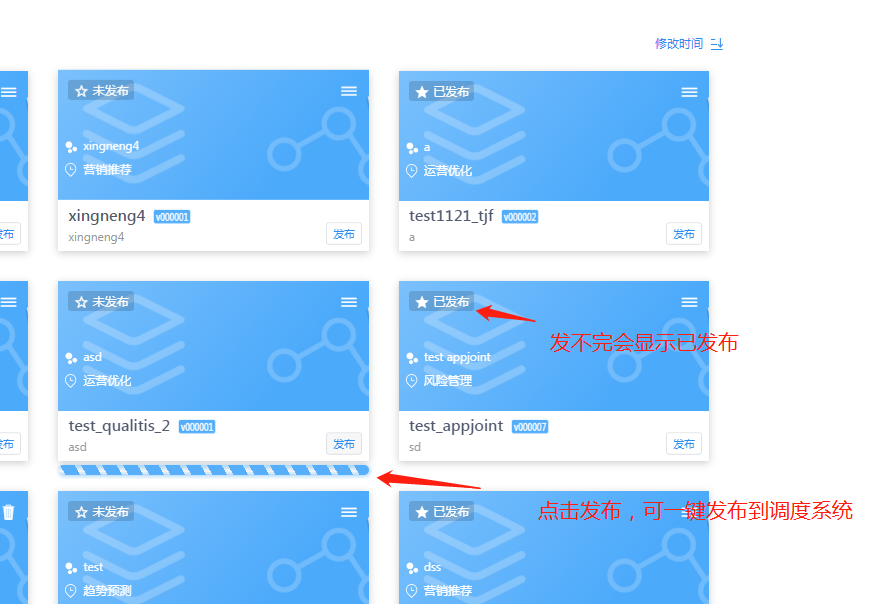 修改时间
未发布
已发布
xingneng4
a
营销推荐
运营优化
xingneng4 v000001
test1121_tjf v000002
布
xingneng4
发布
a
发布
未发布
已发布
发不完会显示已发布
asd
test appjoint
运营优化
风险管理
test_qualitis_2 v000001
test_appjoint v000007
布
asd
发布
sd
发布
点击发布，可一键发布到调度系统
未发布
已发布
test
dss
趋势预测
营销推荐